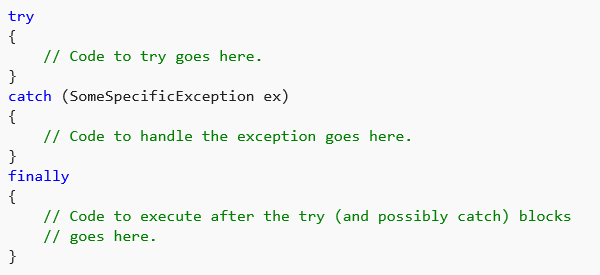 try
{
    // Code to try goes here.
}
catch (SomeSpecificException ex)
{
    // Code to handle the exception goes here.
}
finally
{
    // Code to execute after the try (and possibly catch) blocks
    // goes here.
}